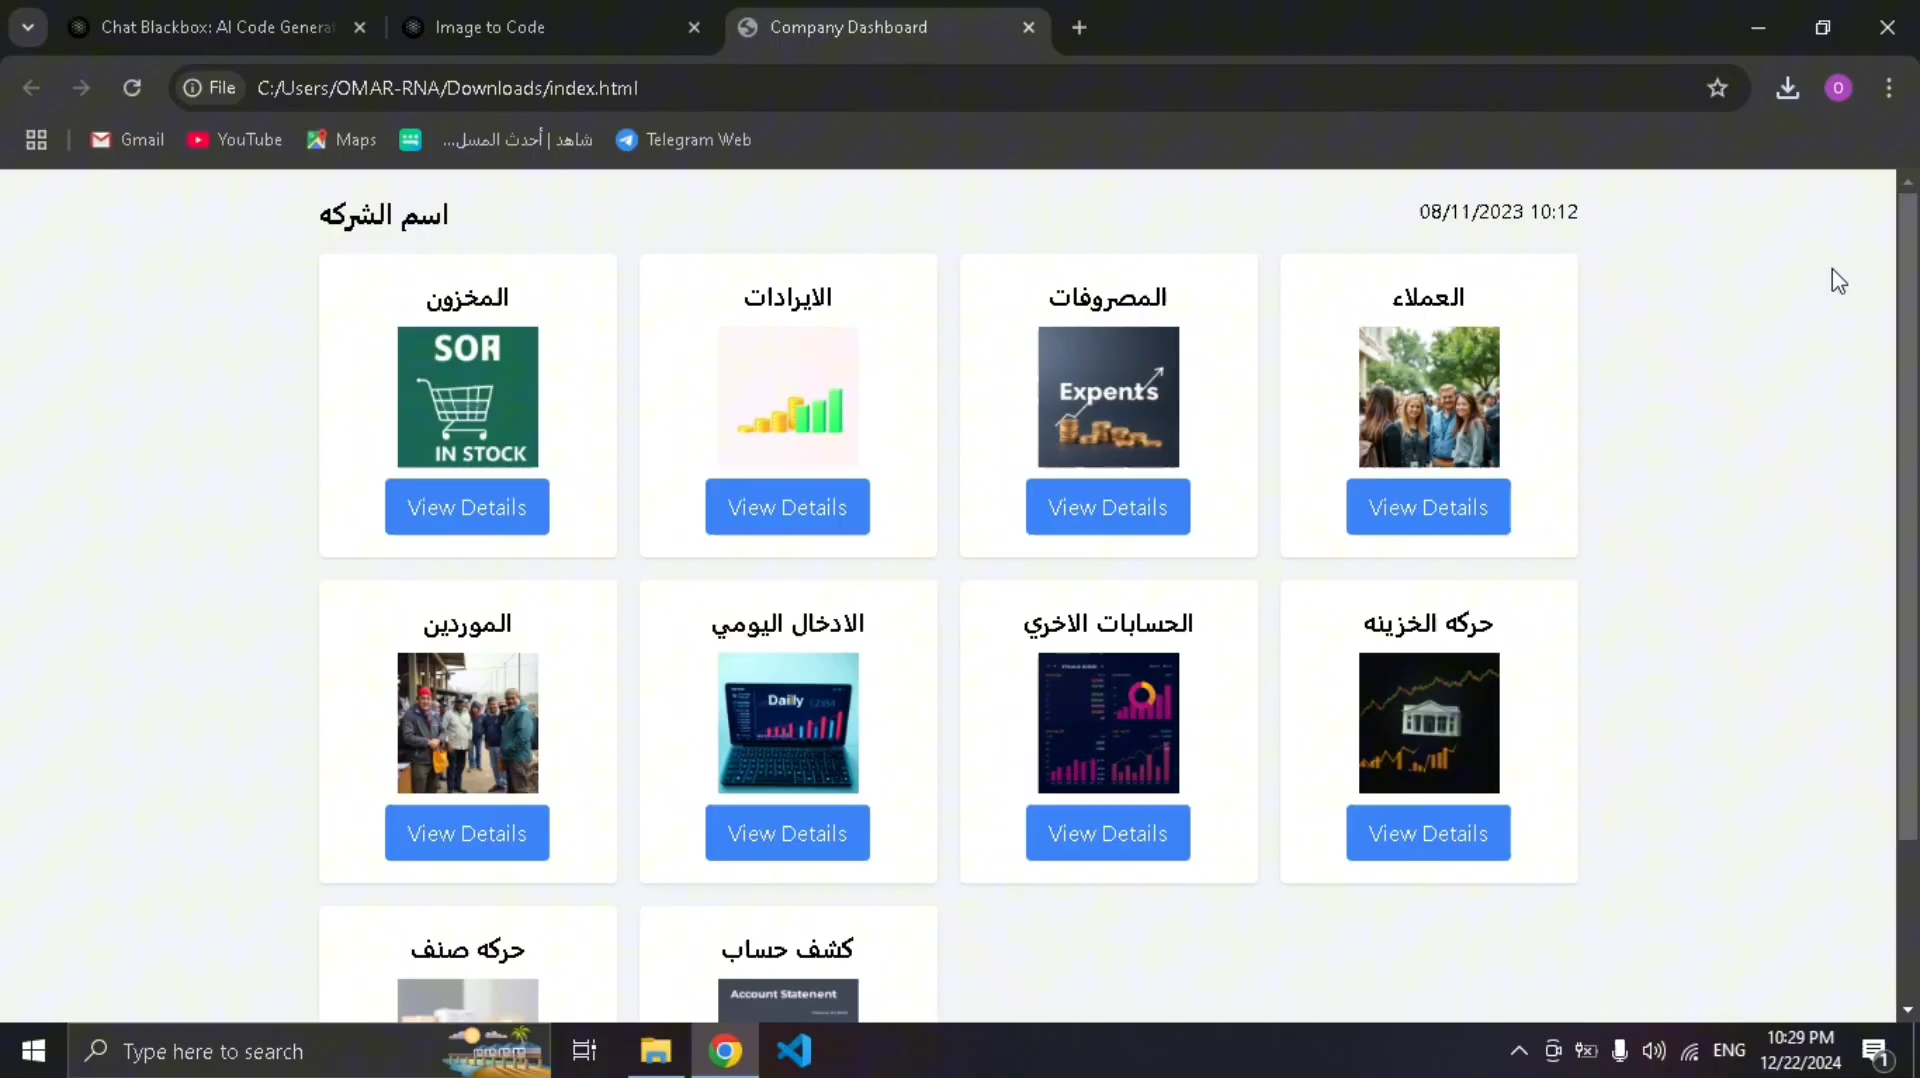 Chat Blackbox: AI Code Genera
Image to Code
Company Dashboard
File
C:/Users/OMAR-RNA/Downloads/index.html
O
Gmail
YouTube
Maps
شاهد | أحدث المسل...
Telegram Web
اسم الشركه
08/11/2023 10:12
المخزون
الايرادات
المصروفات
العملاء
SOR
IN STOCK
Expents
View Details
View Details
View Details
View Details
الموردين
الادخال اليومي
الحسابات الاخري
حركه الخزينه
Daily
View Details
View Details
View Details
View Details
حركه صنف
كشف حساب
Account Statenent
Type here to search
ENG
10:29 PM
12/22/2024
1